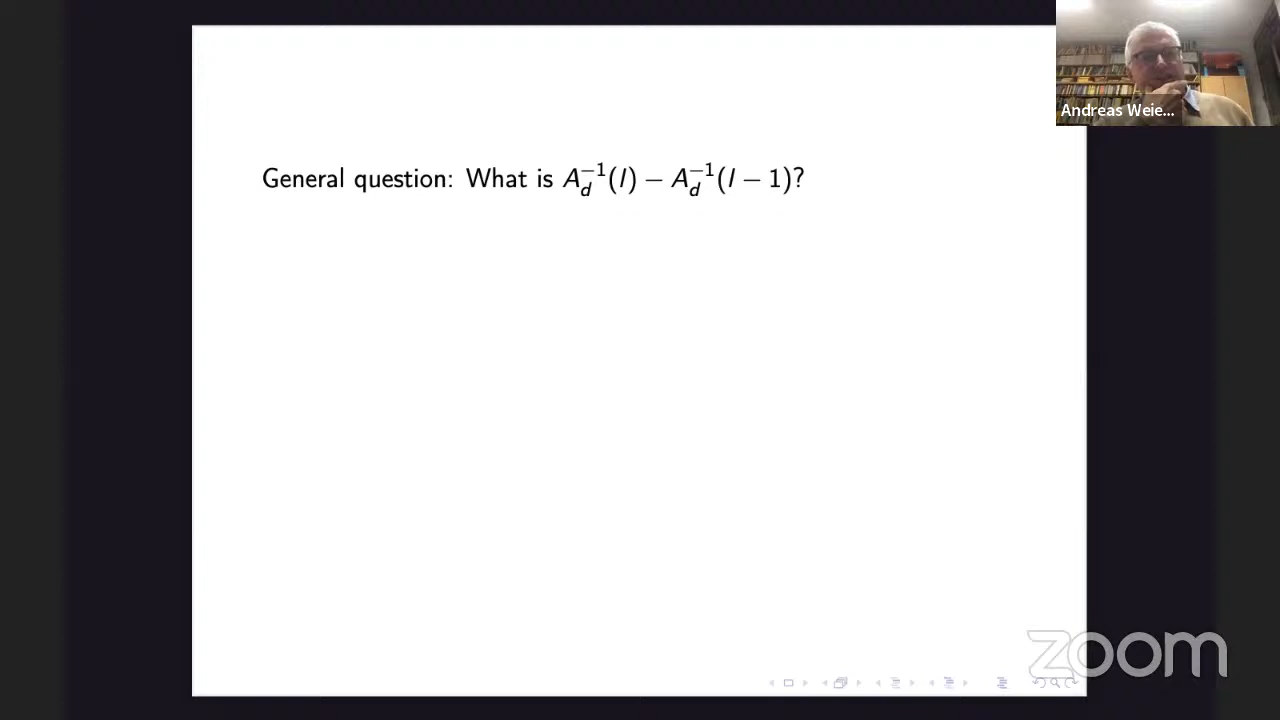 Andreas Weie...
General question: What is $A_d^{-1}(l) - A_d^{-1}(l-1)$?
zoom